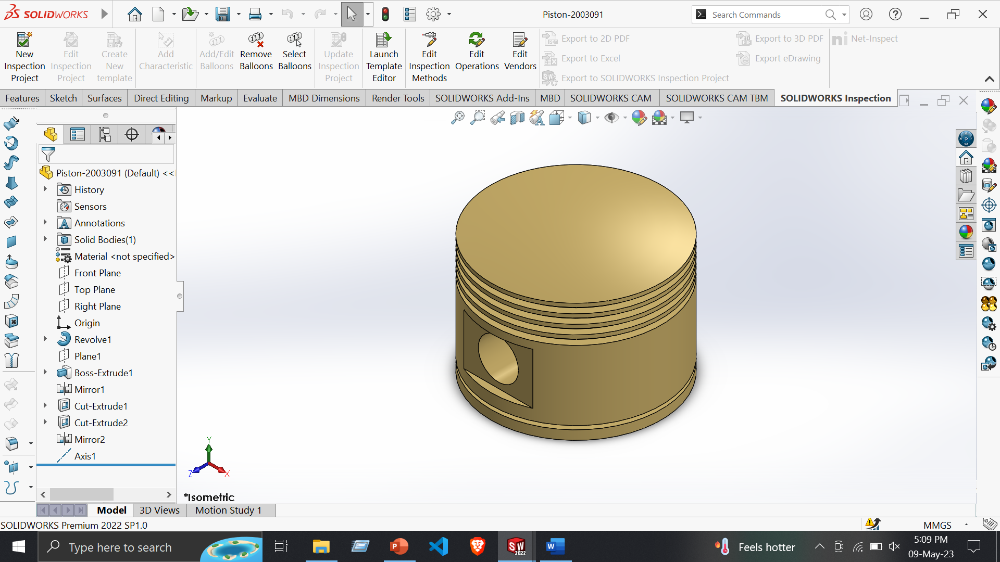 SOLIDWORKS
Piston-2003091
Search Commands
New Inspection Project
Edit Inspection Project
Create New template
Add Characteristic
Add/Edit Balloons
Remove Balloons
Select Balloons
Update Inspection Project
Launch Template Editor
Edit Inspection Methods
Edit Operations
Edit Vendors
Export to 2D PDF
Export to Excel
Export to SOLIDWORKS Inspection Project
Export to 3D PDF
Export eDrawing
Net-Inspect
Features
Sketch
Surfaces
Direct Editing
Markup
Evaluate
MBD Dimensions
Render Tools
SOLIDWORKS Add-Ins
MBD
SOLIDWORKS CAM
SOLIDWORKS CAM TBM
SOLIDWORKS Inspection
Piston-2003091 (Default) <<
History
Sensors
Annotations
Solid Bodies(1)
Material <not specified>
Front Plane
Top Plane
Right Plane
Origin
Revolve1
Plane1
Boss-Extrude1
Mirror1
Cut-Extrude1
Cut-Extrude2
Mirror2
Axis1
Y
Z
X
*Isometric
Model
3D Views
Motion Study 1
SOLIDWORKS Premium 2022 SP1.0
MMGS
Type here to search
SW 2022
Feels hotter
5:09 PM
09-May-23